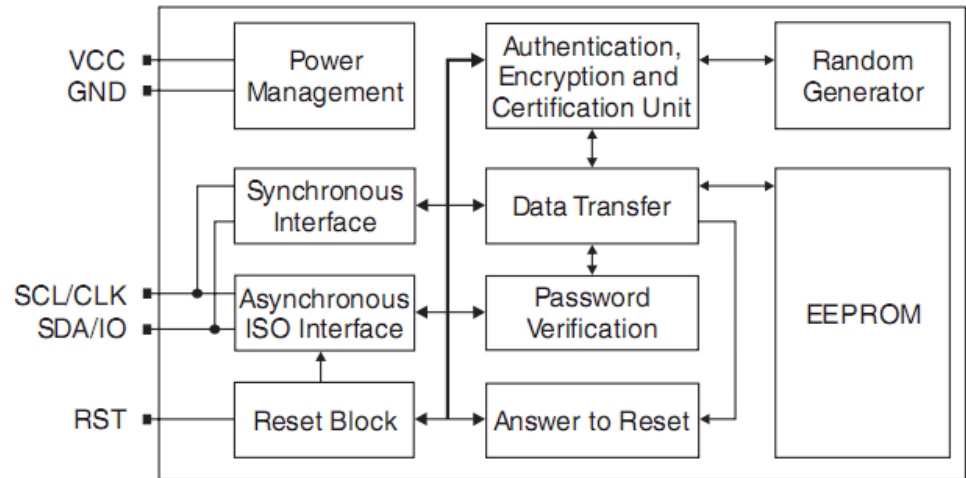 VCC
GND
SCL/CLK
SDA/IO
RST
Power
Management
Synchronous
Interface
Asynchronous
ISO Interface
Reset Block
Authentication,
Encryption and
Certification Unit
Data Transfer
Password
Verification
Answer to Reset
Random
Generator
EEPROM